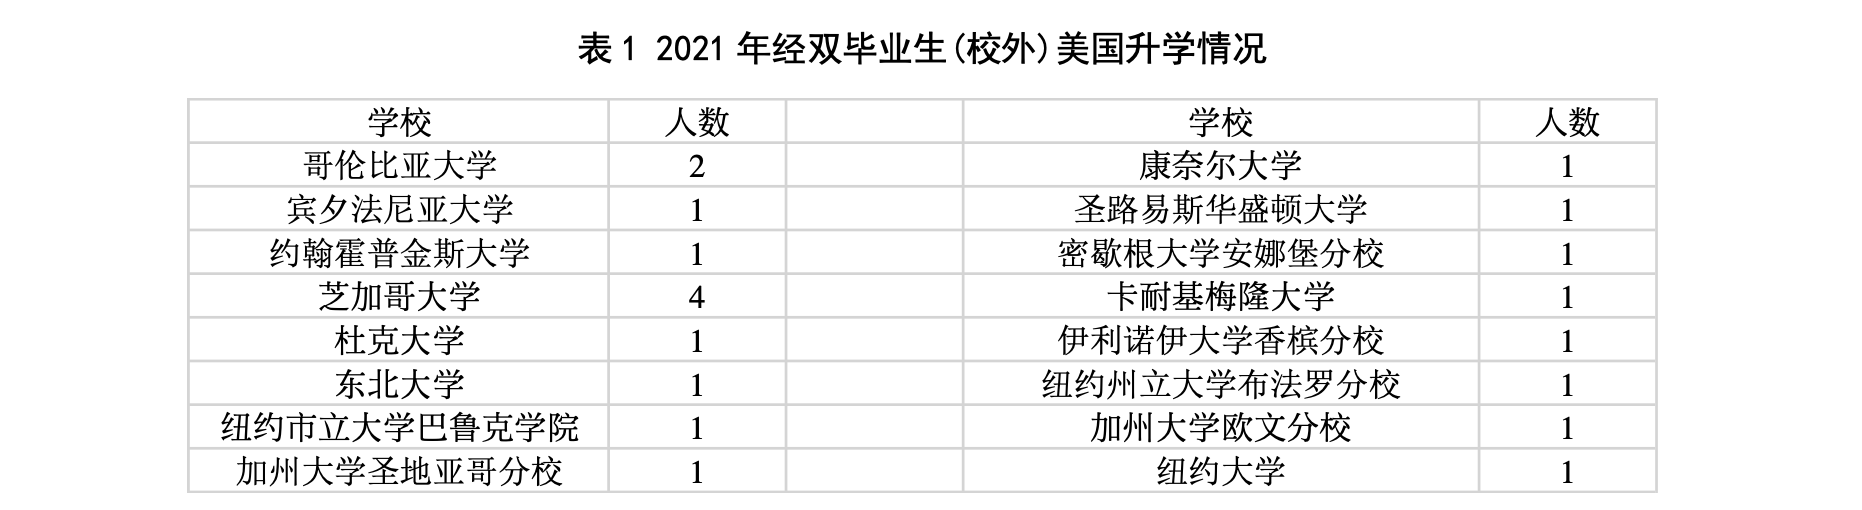 表 1 2021 年经双毕业生(校外)美国升学情况
学校 人数 学校 人数
哥伦比亚大学 2 康奈尔大学 1
宾夕法尼亚大学 1 圣路易斯华盛顿大学 1
约翰霍普金斯大学 1 密歇根大学安娜堡分校 1
芝加哥大学 4 卡耐基梅隆大学 1
杜克大学 1 伊利诺伊大学香槟分校 1
东北大学 1 纽约州立大学布法罗分校 1
纽约市立大学巴鲁克学院 1 加州大学欧文分校 1
加州大学圣地亚哥分校 1 纽约大学 1